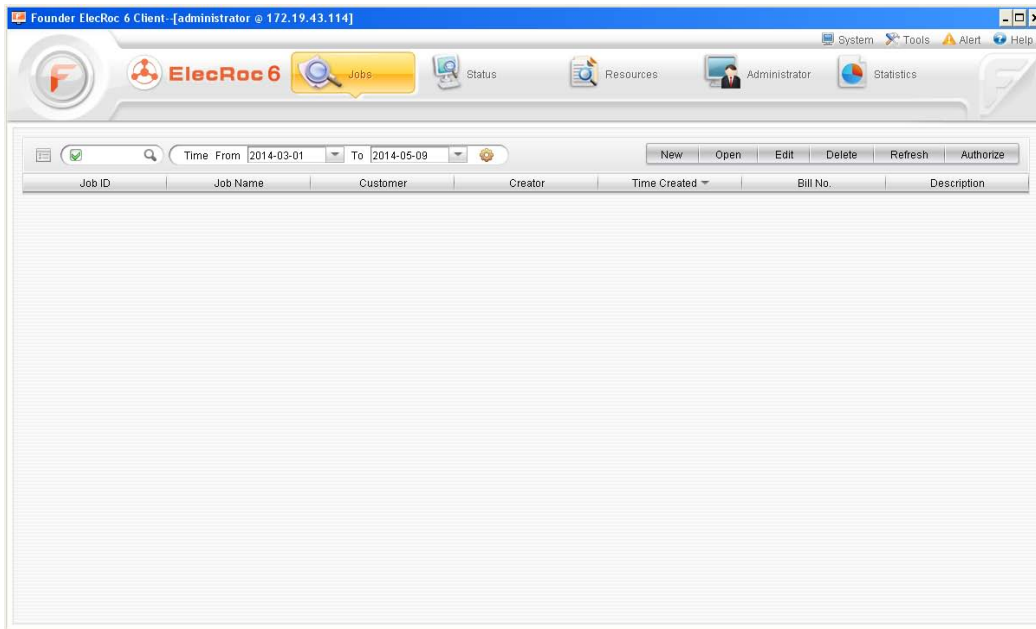 Founder ElecRoc 6 Client--[administrator @ 172.19.43.114]
System Tools Alert Help
ElecRoc 6 Jobs Status Resources Administrator Statistics
Time From 2014-03-01 To 2014-05-09 New Open Edit Delete Refresh Authorize
Job ID Job Name Customer Creator Time Created Bill No. Description